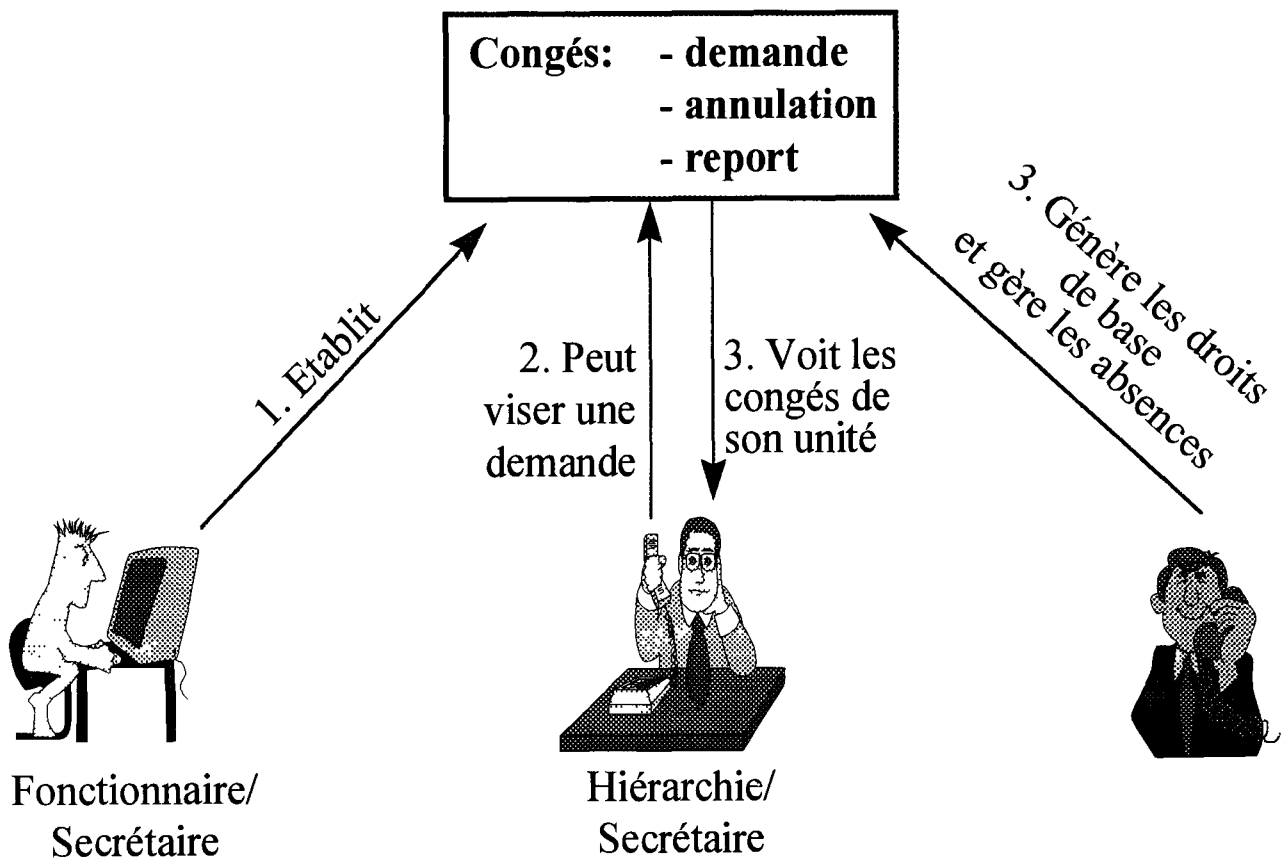 Congés: - demande
- annulation
- report
1. Etablit
2. Peut
viser une
demande
3. Voit les
congés de
son unité
3. Génère les droits
de base
et gère les absences
Fonctionnaire/
Secrétaire
Hiérarchie/
Secrétaire